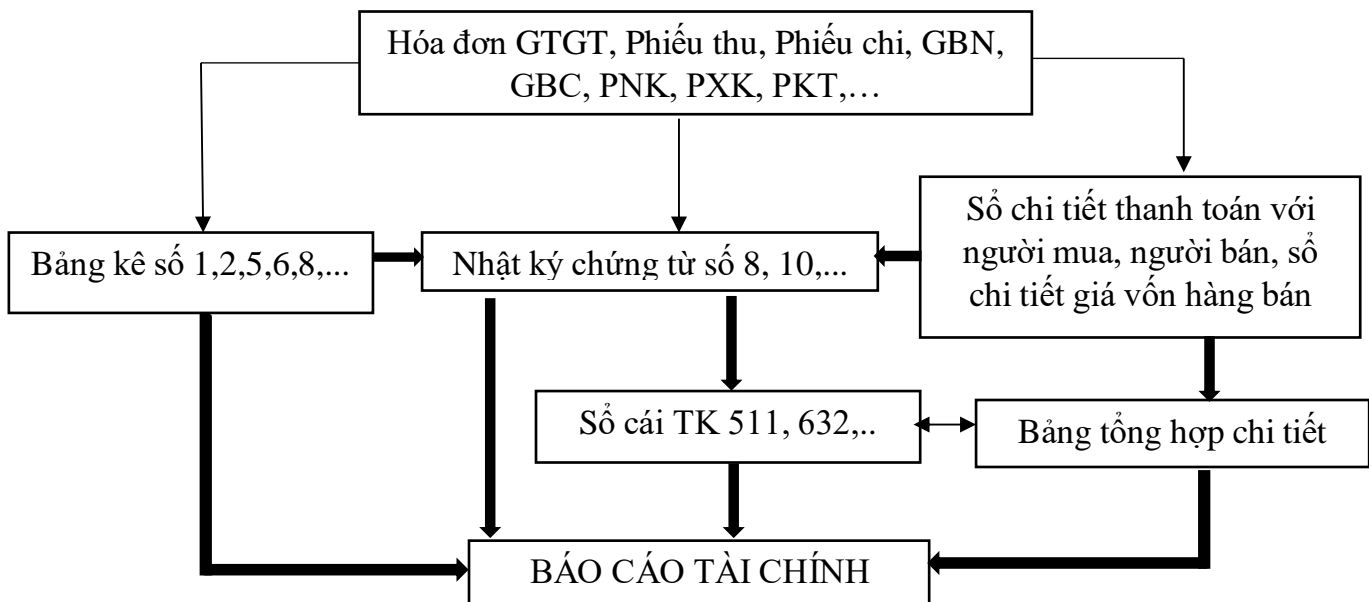 Hóa đơn GTGT, Phiếu thu, Phiếu chi, GBN,
GBC, PNK, PXK, PKT,…
Sổ chi tiết thanh toán với
người mua, người bán, sổ
chi tiết giá vốn hàng bán
Bảng kê số 1,2,5,6,8,...
Nhật ký chứng từ số 8, 10,...
Sổ cái TK 511, 632,..
Bảng tổng hợp chi tiết
BÁO CÁO TÀI CHÍNH